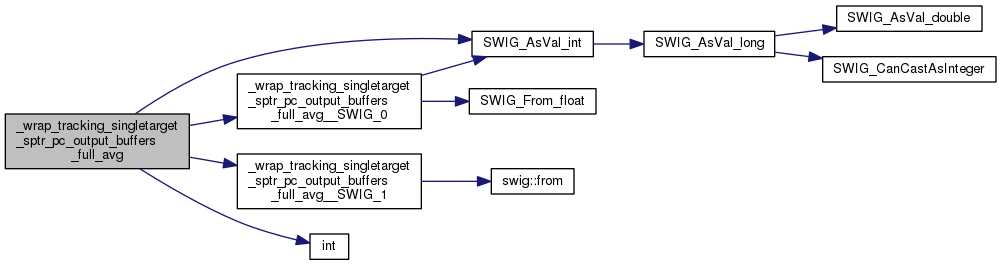 _wrap_tracking_singletarget
_sptr_pc_output_buffers
_full_avg
_wrap_tracking_singletarget
_sptr_pc_output_buffers
_full_avg__SWIG_0
_wrap_tracking_singletarget
_sptr_pc_output_buffers
_full_avg__SWIG_1
int
SWIG_AsVal_int
SWIG_From_float
swig::from
SWIG_AsVal_long
SWIG_AsVal_double
SWIG_CanCastAsInteger